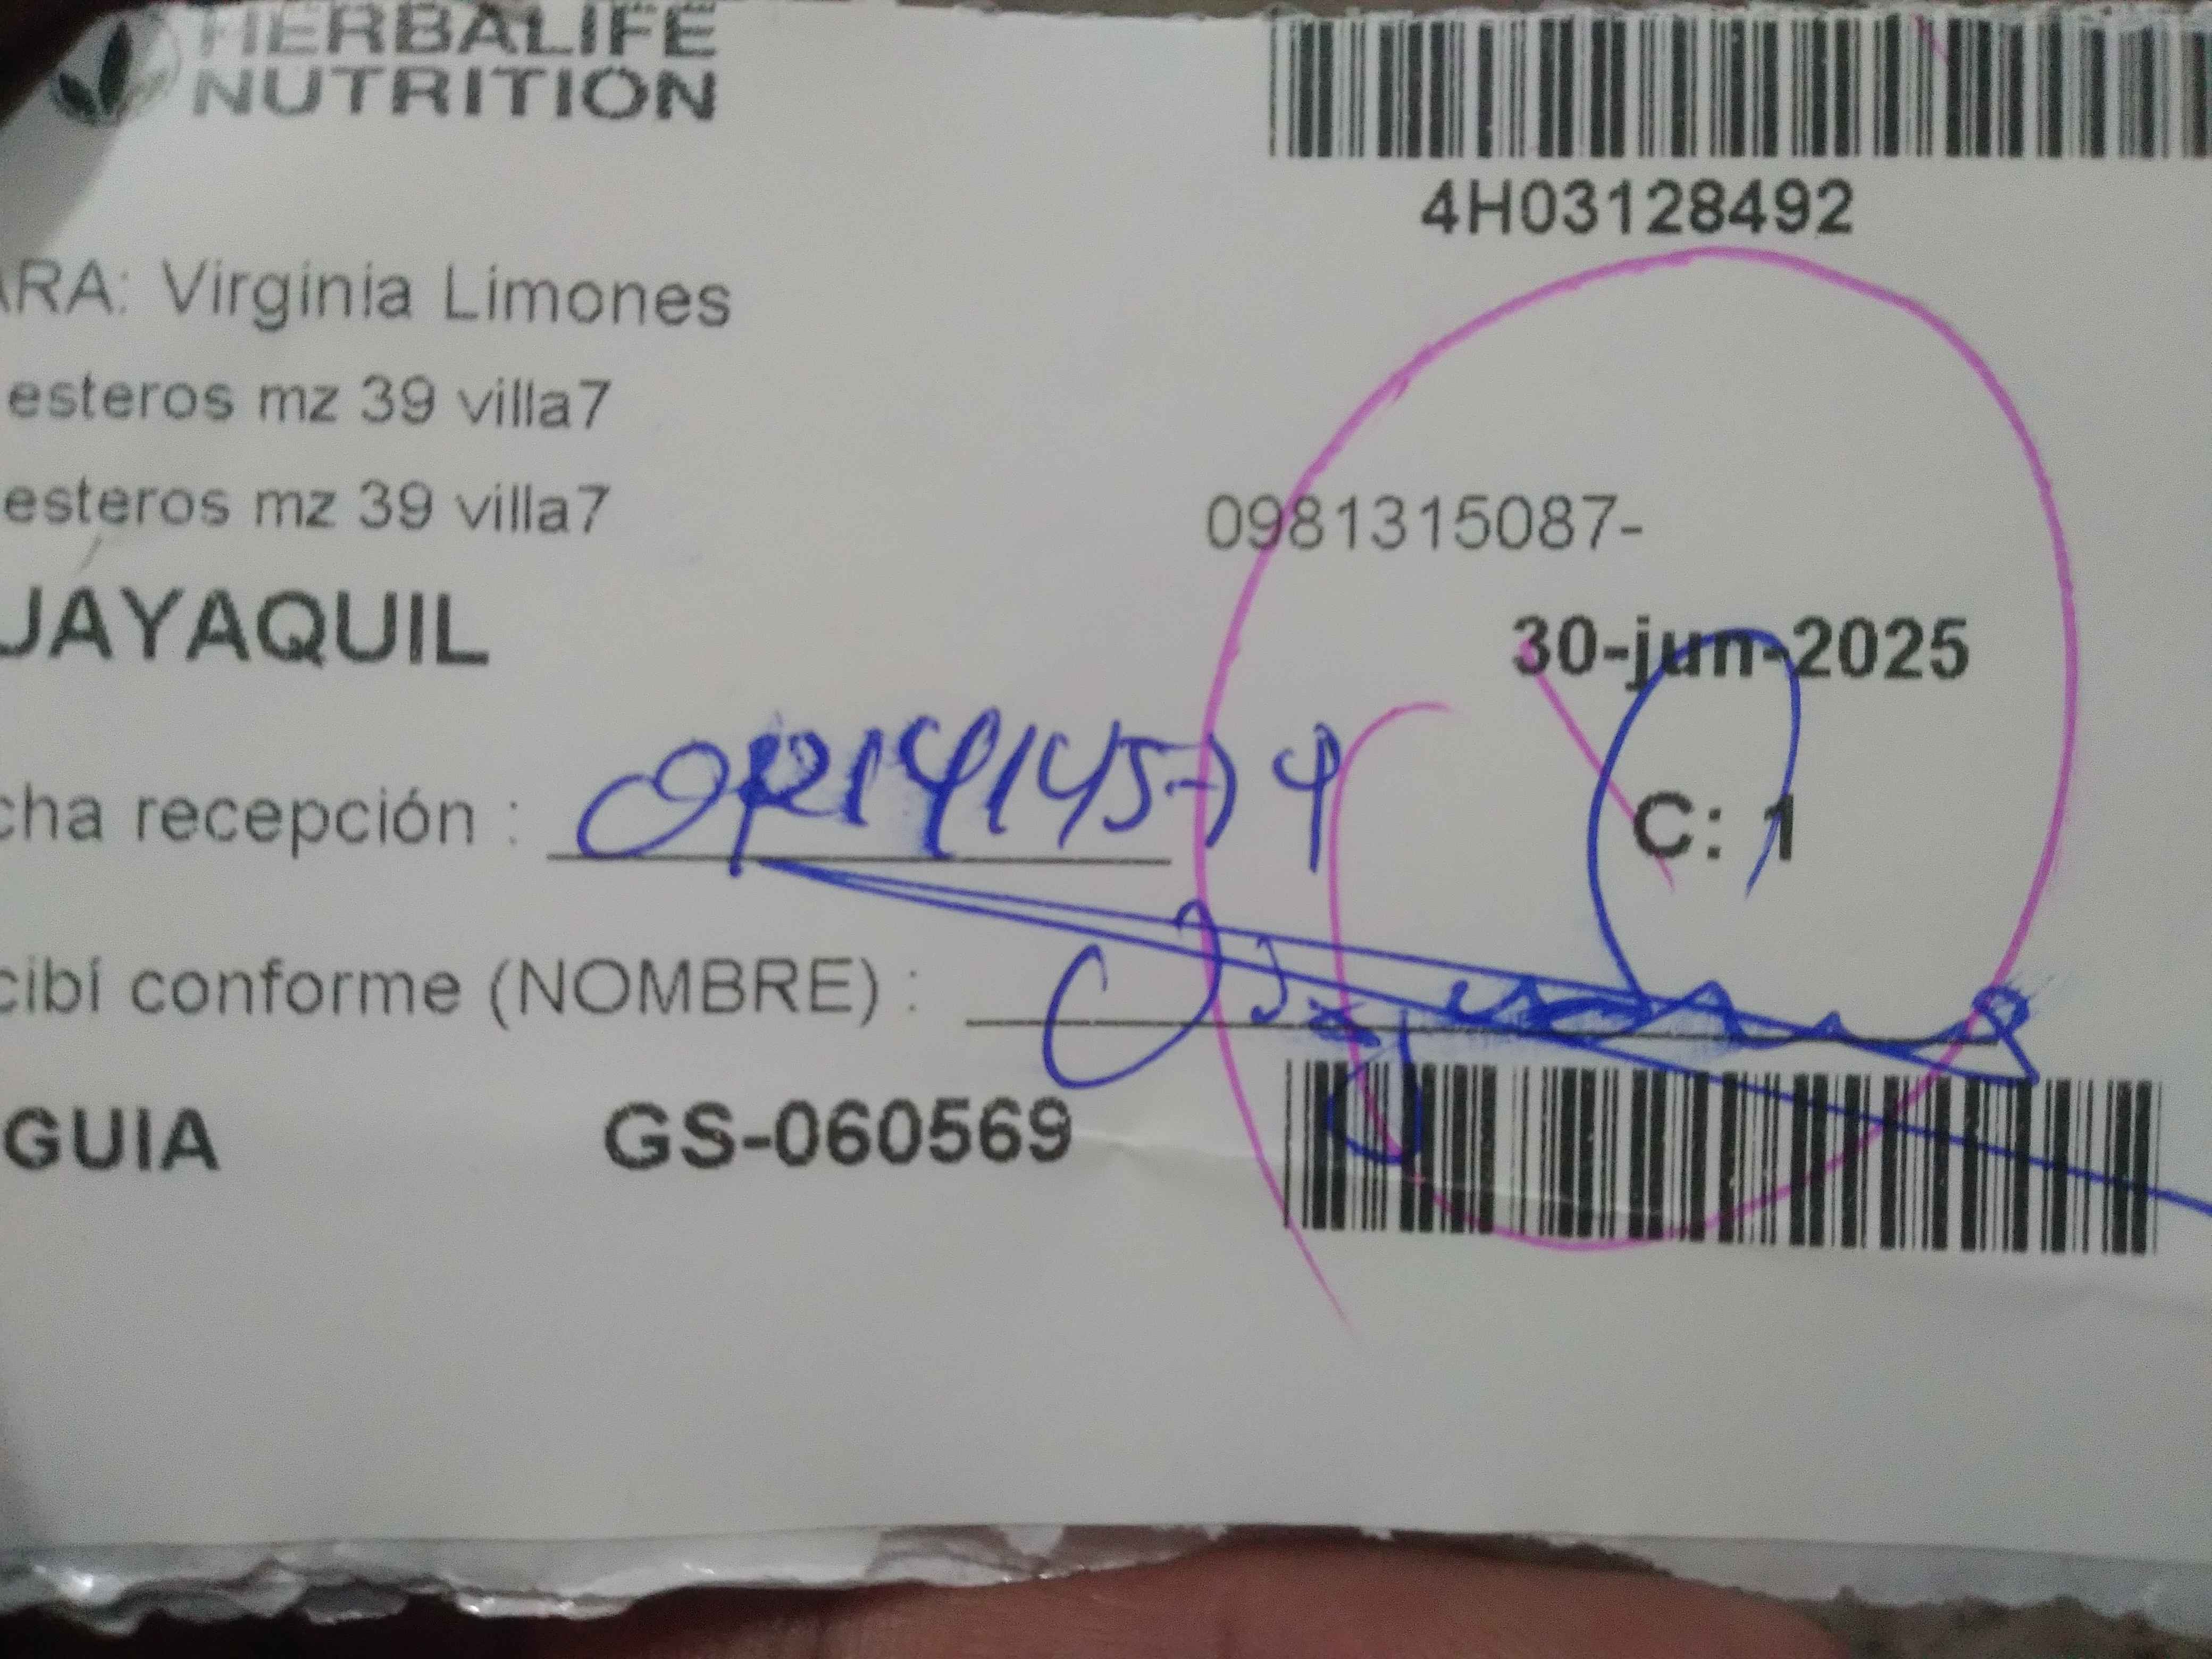 HERBALIFE
NUTRITION
4H03128492
ARA: Virginia Limones
esteros mz 39 villa7
esteros mz 39 villa7
0981315087-
UAYAQUIL
30-jun-2025
cha recepción :
C: 1
cibí conforme (NOMBRE) :
GUIA GS-060569